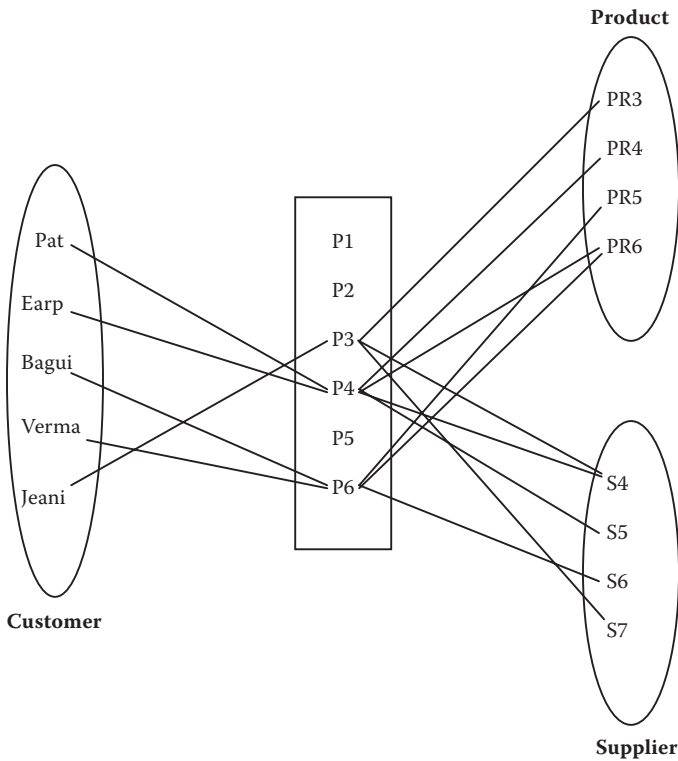 Product
PR3
PR4
PR5
PR6
Pat
Earp
Bagui
Verma
Jeani
Customer
P1
P2
P3
P4
P5
P6
S4
S5
S6
S7
Supplier